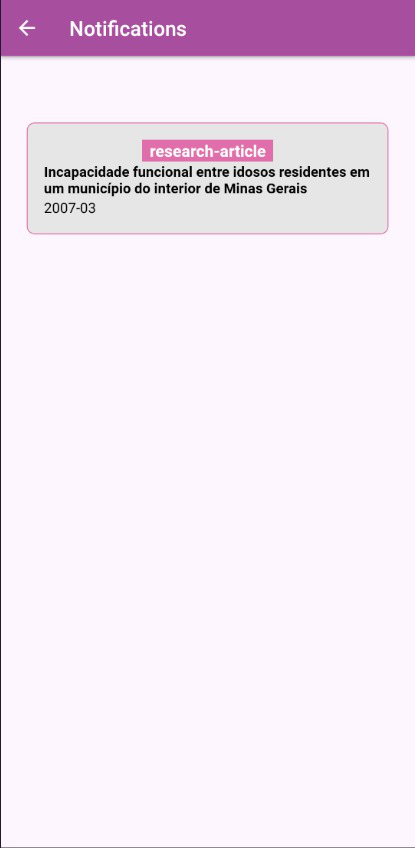 Notifications
research-article
Incapacidade funcional entre idosos residentes em
um município do interior de Minas Gerais
2007-03